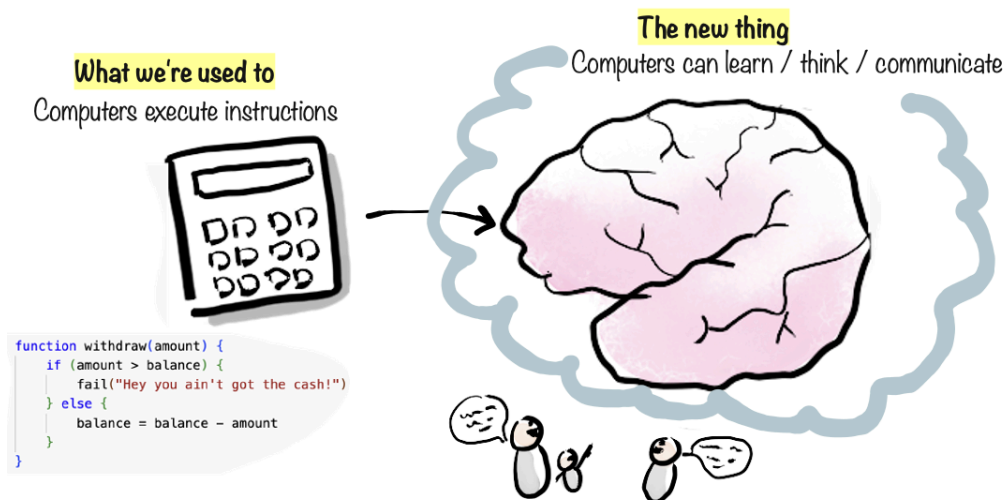 What we're used to
Computers execute instructions
The new thing
Computers can learn / think / communicate
function withdraw(amount) {
    if (amount > balance) {
        fail("Hey you ain't got the cash!")
    } else {
        balance = balance - amount
    }
}